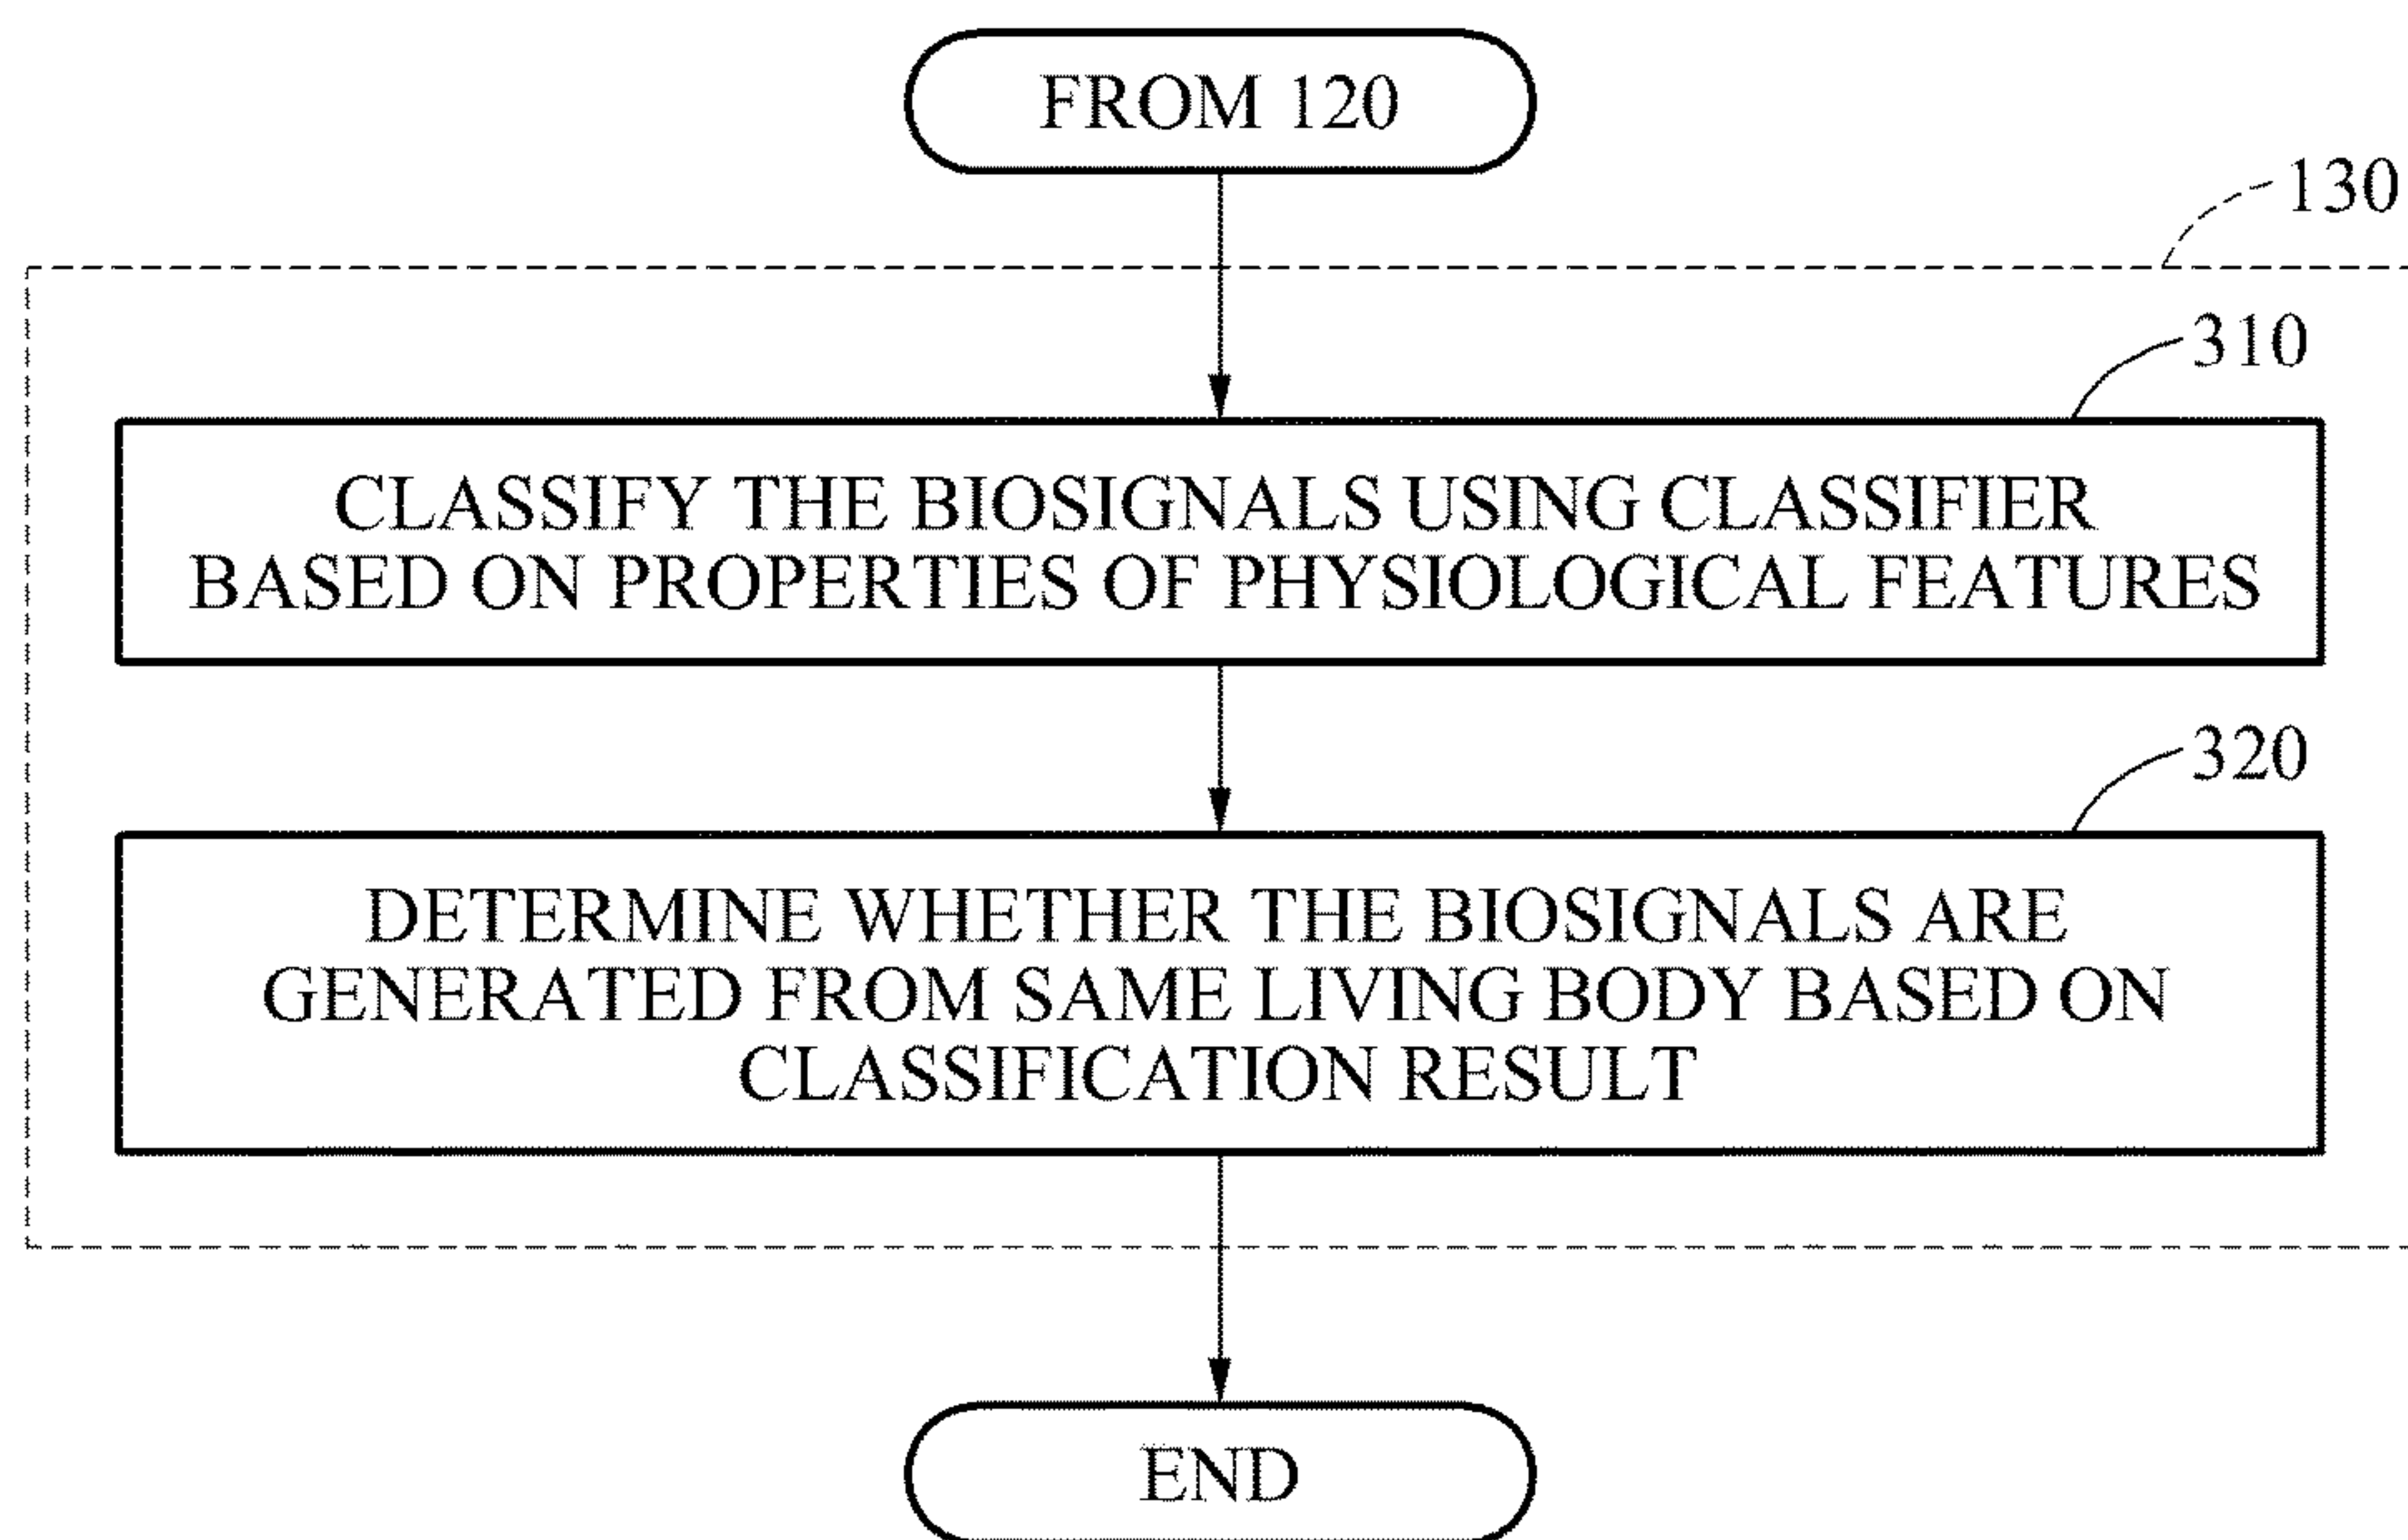 FROM 120
130
310
CLASSIFY THE BIOSIGNALS USING CLASSIFIER
BASED ON PROPERTIES OF PHYSIOLOGICAL FEATURES
320
DETERMINE WHETHER THE BIOSIGNALS ARE
GENERATED FROM SAME LIVING BODY BASED ON
CLASSIFICATION RESULT
END